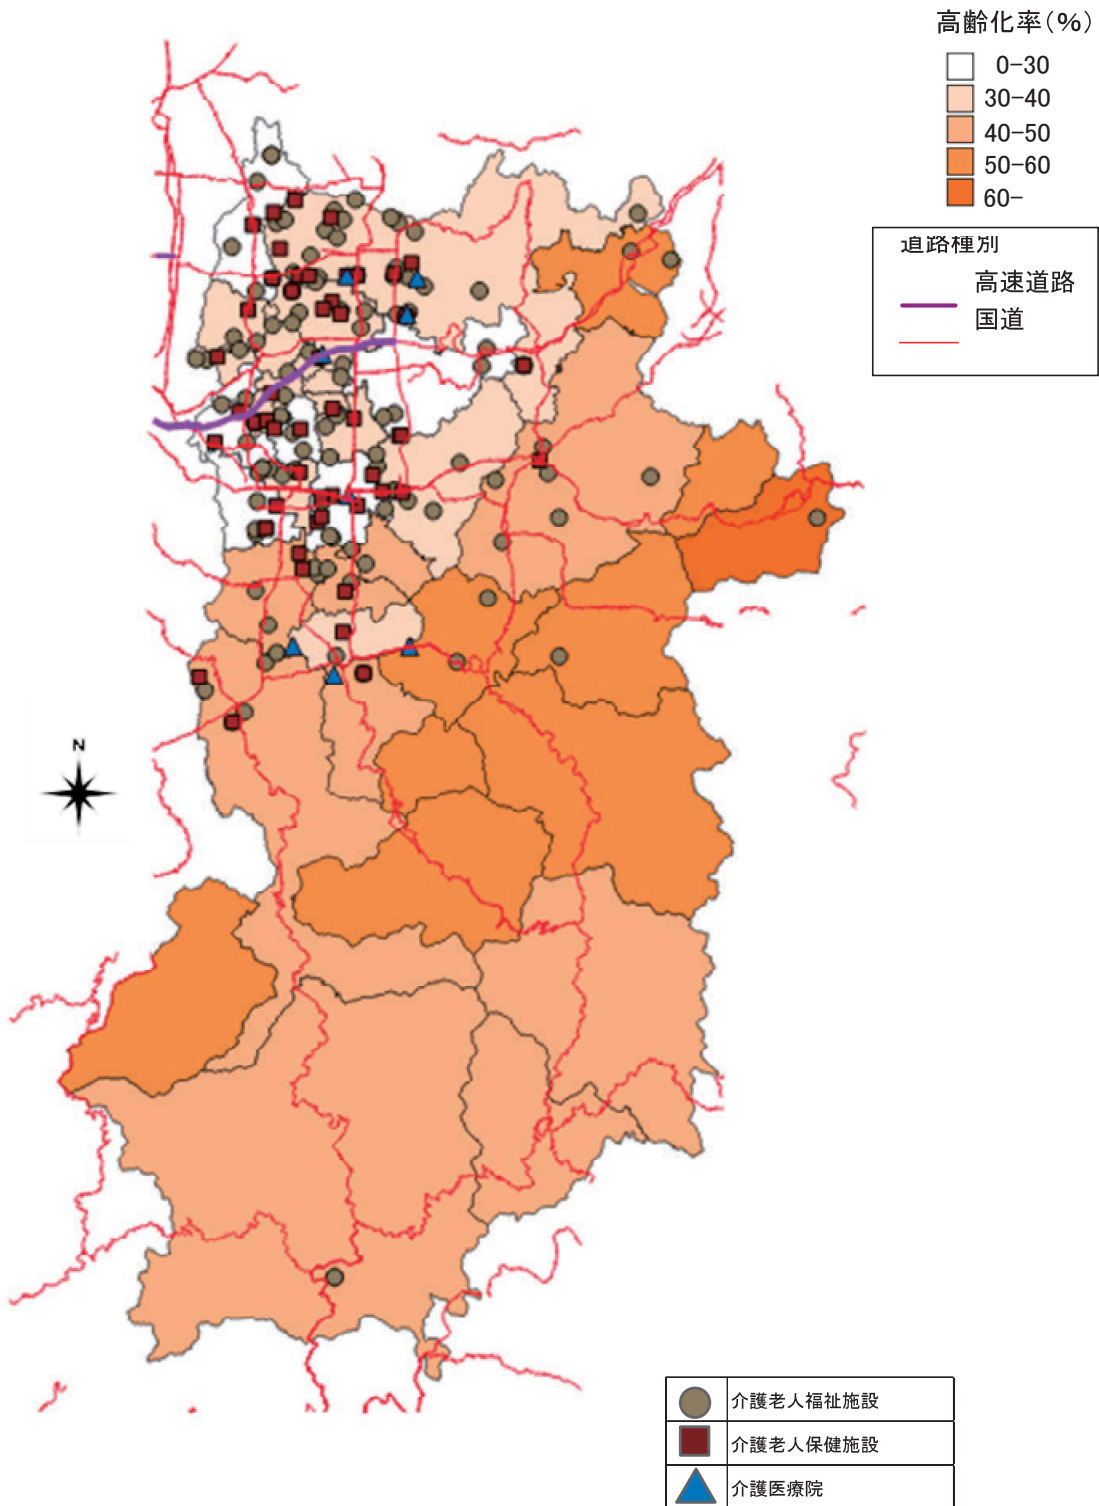 高齢化率(%)
0-30
30-40
40-50
50-60
60-
道路種別
高速道路
国道
N
介護老人福祉施設
介護老人保健施設
介護医療院